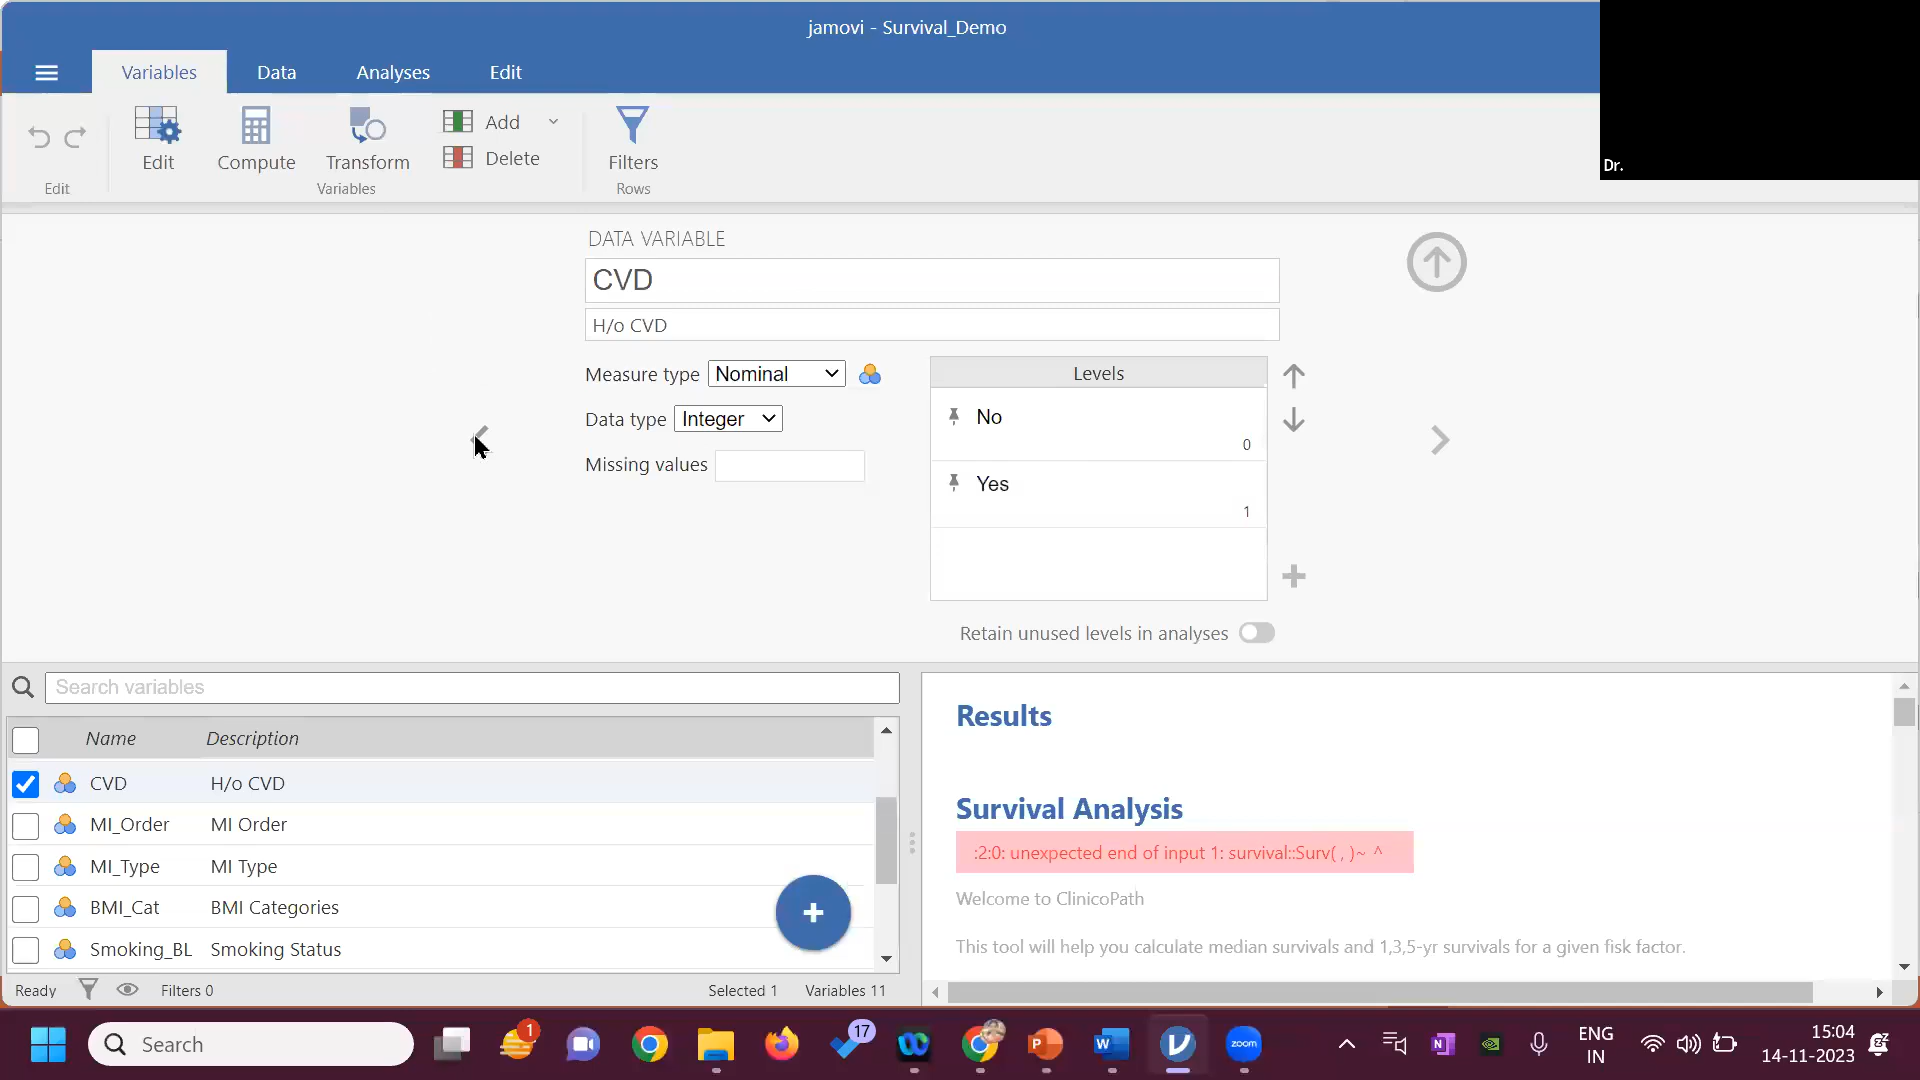 jamovi - Survival_Demo
Variables
Data
Analyses
Edit
Edit
Compute
Transform
Add
Delete
Filters
Edit
Variables
Rows
Dr.
DATA VARIABLE
CVD
H/o CVD
Measure type
Nominal
Data type
Integer
Missing values
Levels
No
0
Yes
1
Retain unused levels in analyses
Search variables
Name
Description
CVD
H/o CVD
MI_Order
MI Order
MI_Type
MI Type
BMI_Cat
BMI Categories
Smoking_BL
Smoking Status
Ready
Filters 0
Selected 1
Variables 11
Results
Survival Analysis
:2:0: unexpected end of input 1: survival::Surv( , )~ ^
Welcome to ClinicoPath
This tool will help you calculate median survivals and 1,3,5-yr survivals for a given fisk factor.
Search
1
17
zoom
ENG
IN
15:04
14-11-2023